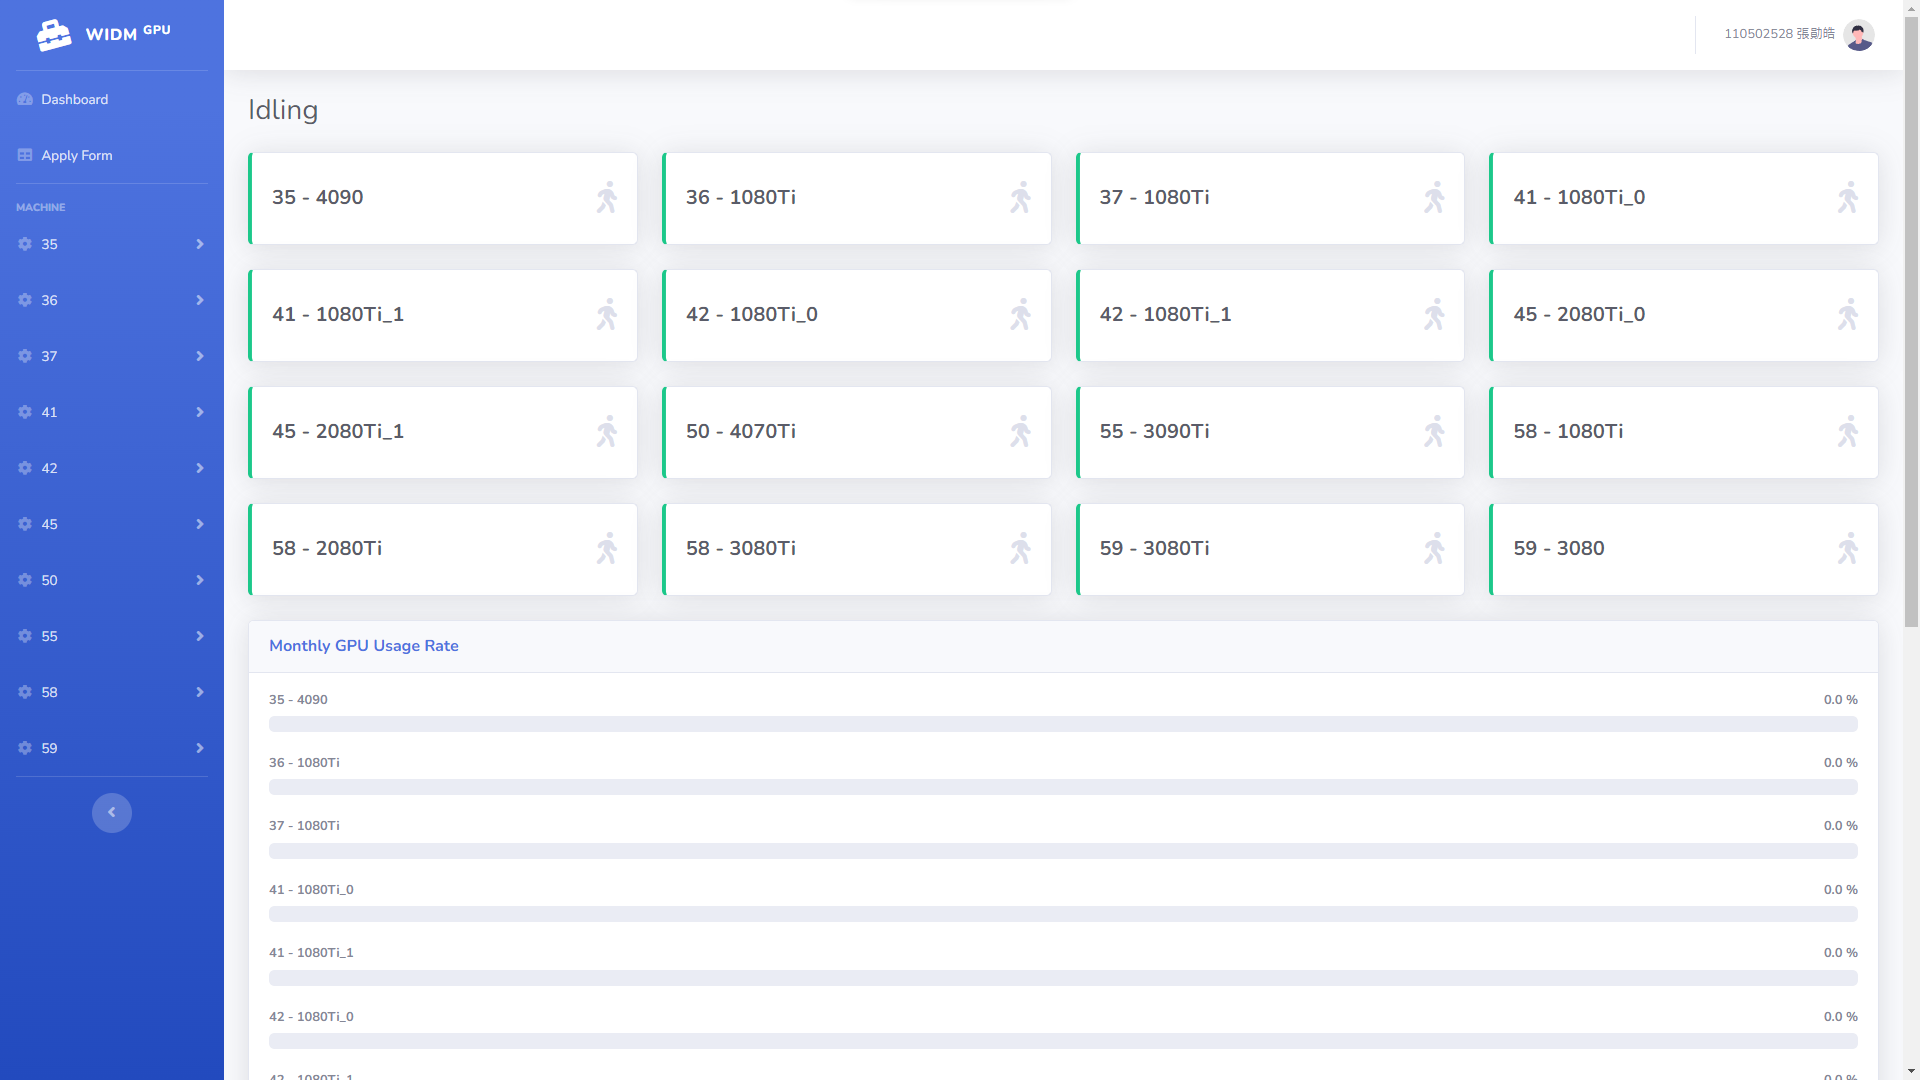 WIDM GPU
110502528 張勛皓
Dashboard
Apply Form
MACHINE
35
36
37
41
42
45
50
55
58
59
Idling
35 - 4090
36 - 1080Ti
37 - 1080Ti
41 - 1080Ti_0
41 - 1080Ti_1
42 - 1080Ti_0
42 - 1080Ti_1
45 - 2080Ti_0
45 - 2080Ti_1
50 - 4070Ti
55 - 3090Ti
58 - 1080Ti
58 - 2080Ti
58 - 3080Ti
59 - 3080Ti
59 - 3080
Monthly GPU Usage Rate
35 - 4090 0.0 %
36 - 1080Ti 0.0 %
37 - 1080Ti 0.0 %
41 - 1080Ti_0 0.0 %
41 - 1080Ti_1 0.0 %
42 - 1080Ti_0 0.0 %
42 - 1080Ti_1 0.0 %